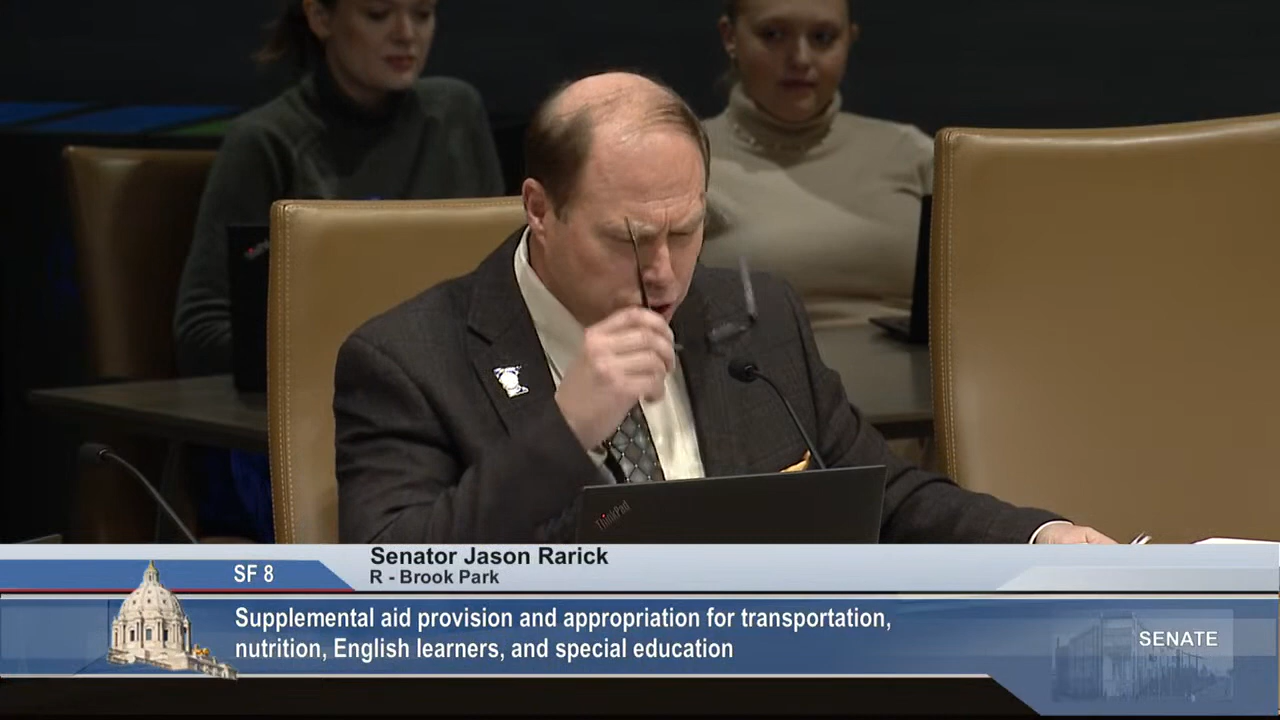 ThinkPad
Senator Jason Rarick
R - Brook Park
SF 8
Supplemental aid provision and appropriation for transportation,
nutrition, English learners, and special education
SENATE